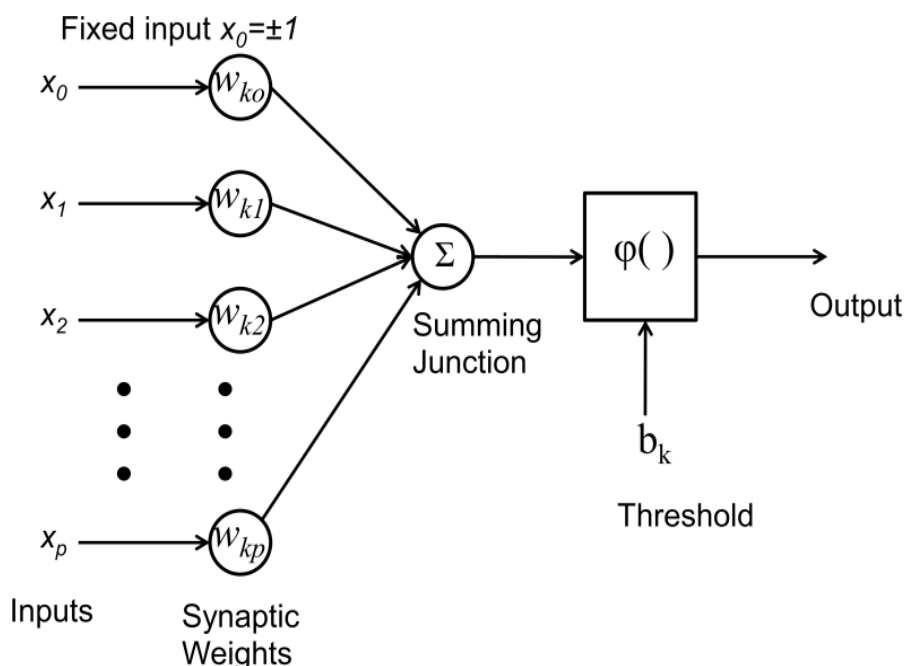 Fixed input x0=±1
x0
wko
x1
wk1
x2
wk2
Σ
φ( )
Output
Summing
Junction
bk
Threshold
xp
wkp
Inputs
Synaptic
Weights